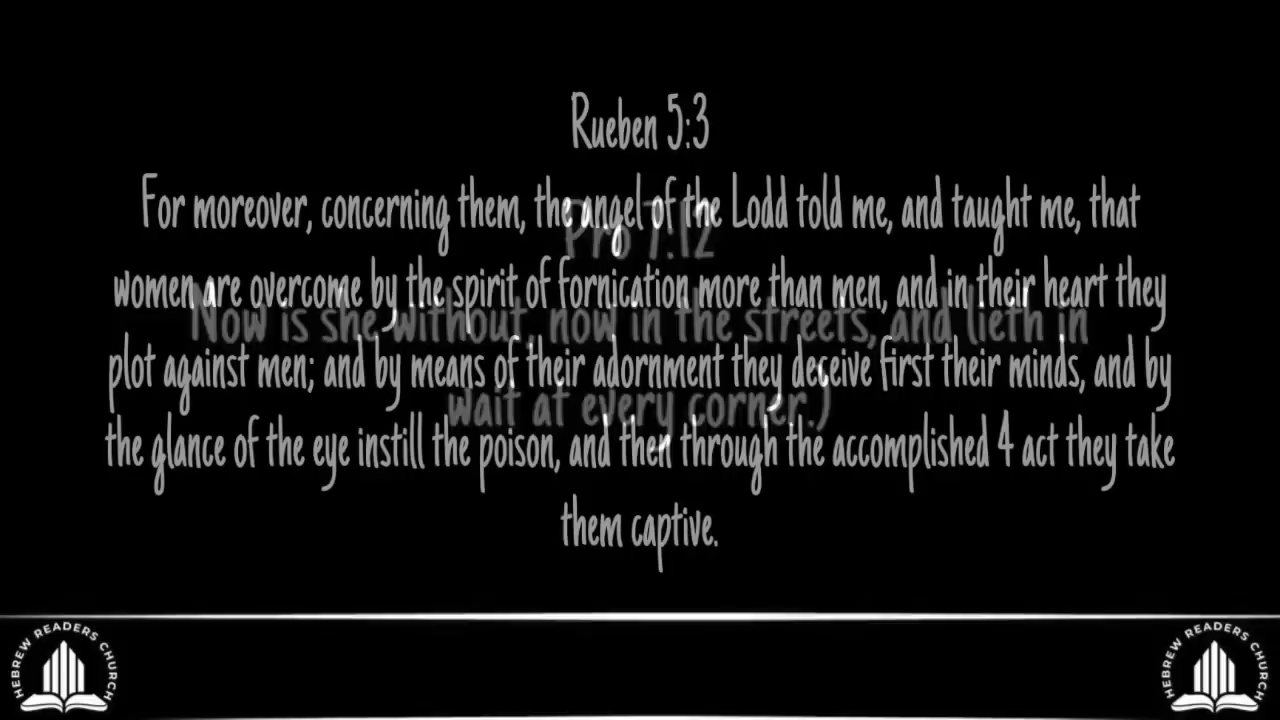 Rueben 5:3
For moreover, concerning them, the angel of the Lodd told me, and taught me, that
women are overcome by the spirit of fornication more than men, and in their heart they
plot against men; and by means of their adornment they deceive first their minds, and by
the glance of the eye instill the poison, and then through the accomplished 4 act they take
them captive.
Pro 7:12
Now is she without, now in the streets, and lieth in
wait at every corner.)
HEBREW READERS CHURCH
HEBREW READERS CHURCH